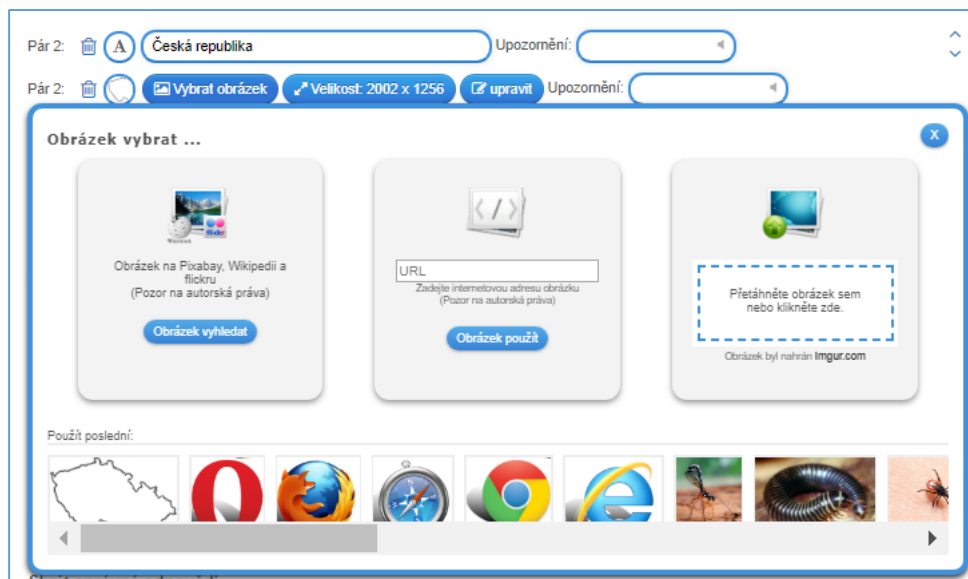 Pár 2: A Česká republika Upozornění:
Pár 2: Vybrat obrázek Velikost: 2002 x 1256 upravit Upozornění:
Obrázek vybrat ...
X
Obrázek na Pixabay, Wikipedii a
flickru
(Pozor na autorská práva)
Obrázek vyhledat
URL
Zadejte internetovou adresu obrázku
(Pozor na autorská práva)
Obrázek použít
Přetáhněte obrázek sem
nebo klikněte zde.
Obrázek byl nahrán Imgur.com
Použít poslední: